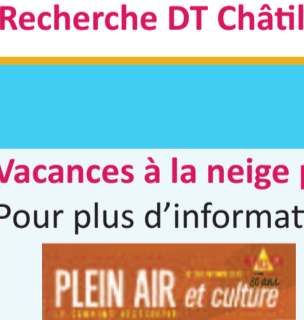 Recherche DT Châtil
Vacances à la neige p
Pour plus d'informat
80 ans
PLEIN AIR et culture